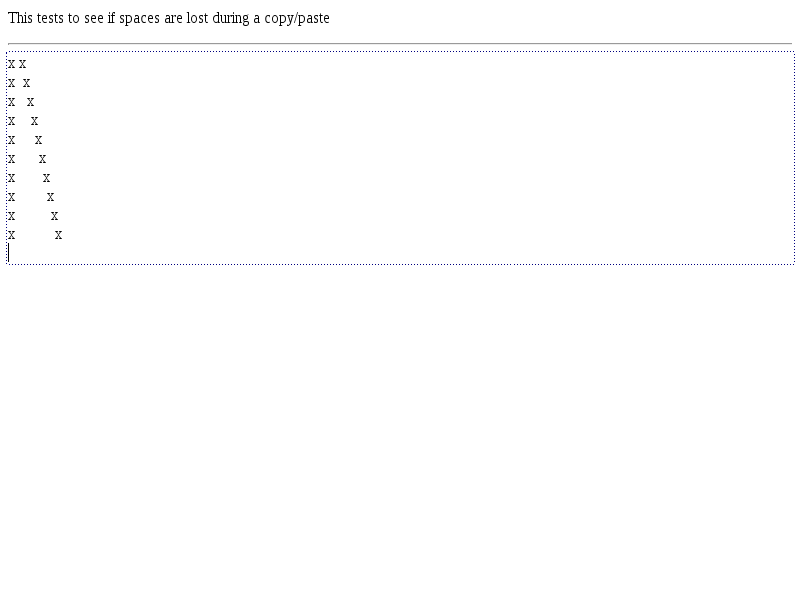 This tests to see if spaces are lost during a copy/paste
x x
x  x
x   x
x    x
x     x
x      x
x       x
x        x
x         x
x          x